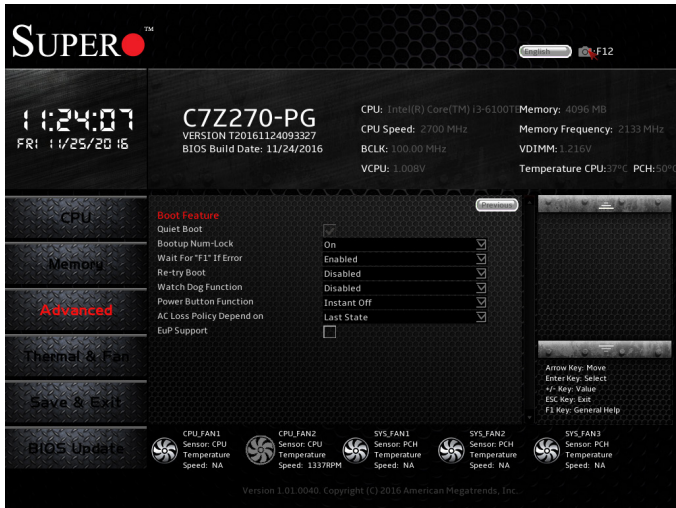 SUPER TM
English :F12
11:24:07
FRI 11/25/2016
C7Z270-PG
VERSION T20161124093327
BIOS Build Date: 11/24/2016
CPU: Intel(R) Core(TM) i3-6100TE
CPU Speed: 2700 MHz
BCLK: 100.00 MHz
VCPU: 1.008V
Memory: 4096 MB
Memory Frequency: 2133 MHz
VDIMM: 1.216V
Temperature CPU:37°C PCH:50°C
CPU
Memory
Advanced
Thermal & Fan
Save & Exit
BIOS Update
Previous
Boot Feature
Quiet Boot
Bootup Num-Lock On
Wait For "F1" If Error Enabled
Re-try Boot Disabled
Watch Dog Function Disabled
Power Button Function Instant Off
AC Loss Policy Depend on Last State
EuP Support
Arrow Key: Move
Enter Key: Select
+/- Key: Value
ESC Key: Exit
F1 Key: General Help
CPU_FAN1
Sensor: CPU
Temperature
Speed: NA
CPU_FAN2
Sensor: CPU
Temperature
Speed: 1337RPM
SYS_FAN1
Sensor: PCH
Temperature
Speed: NA
SYS_FAN2
Sensor: PCH
Temperature
Speed: NA
SYS_FAN3
Sensor: PCH
Temperature
Speed: NA
Version 1.01.0040. Copyright (C) 2016 American Megatrends, Inc.